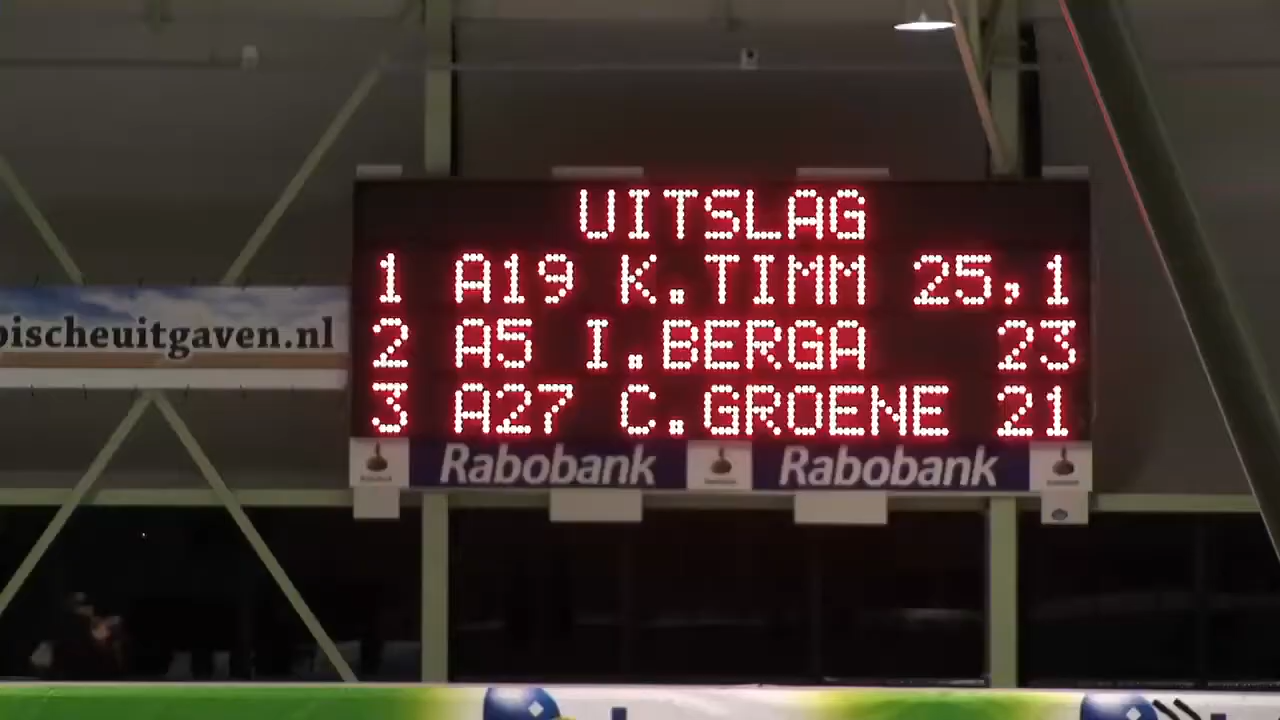 UITSLAG
1 A19 K.TIMM 25,1
2 A5 I.BERGA 23
3 A27 C.GROENE 21
pischeuitgaven.nl
Rabobank Rabobank